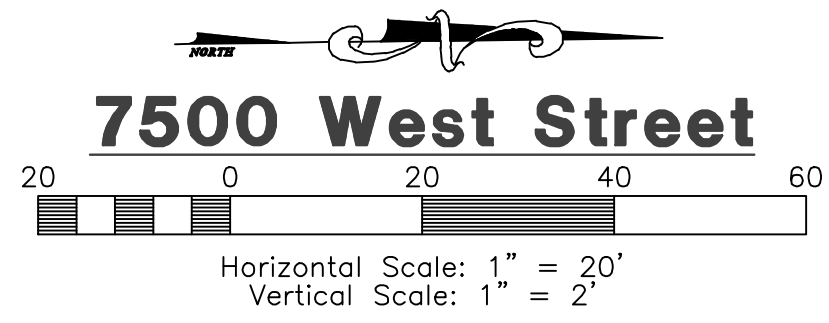 NORTH
7500 West Street
20 0 20 40 60
Horizontal Scale: 1" = 20'
Vertical Scale: 1" = 2'